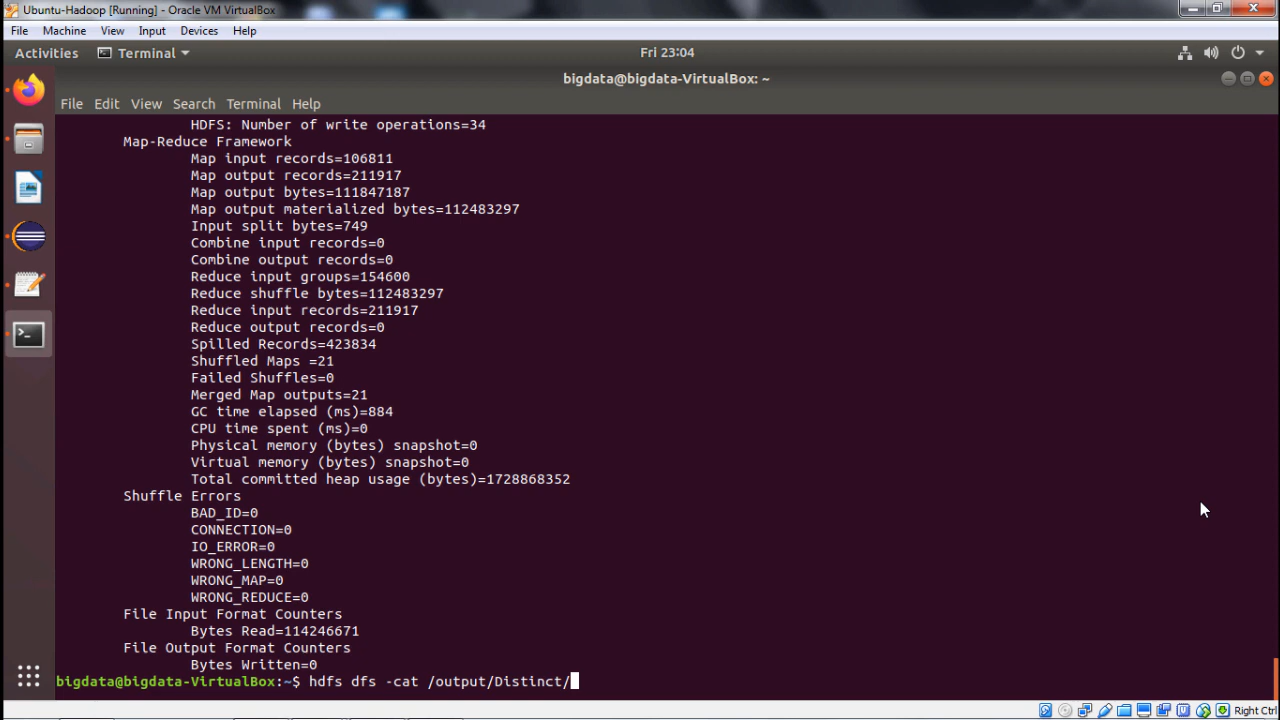 Ubuntu-Hadoop [Running] - Oracle VM VirtualBox
File Machine View Input Devices Help
Activities Terminal Fri 23:04
bigdata@bigdata-VirtualBox: ~
File Edit View Search Terminal Help
HDFS: Number of write operations=34
Map-Reduce Framework
Map input records=106811
Map output records=211917
Map output bytes=111847187
Map output materialized bytes=112483297
Input split bytes=749
Combine input records=0
Combine output records=0
Reduce input groups=154600
Reduce shuffle bytes=112483297
Reduce input records=211917
Reduce output records=0
Spilled Records=423834
Shuffled Maps =21
Failed Shuffles=0
Merged Map outputs=21
GC time elapsed (ms)=884
CPU time spent (ms)=0
Physical memory (bytes) snapshot=0
Virtual memory (bytes) snapshot=0
Total committed heap usage (bytes)=1728868352
Shuffle Errors
BAD_ID=0
CONNECTION=0
IO_ERROR=0
WRONG_LENGTH=0
WRONG_MAP=0
WRONG_REDUCE=0
File Input Format Counters
Bytes Read=114246671
File Output Format Counters
Bytes Written=0
bigdata@bigdata-VirtualBox:~$ hdfs dfs -cat /output/Distinct/
Right Ctrl